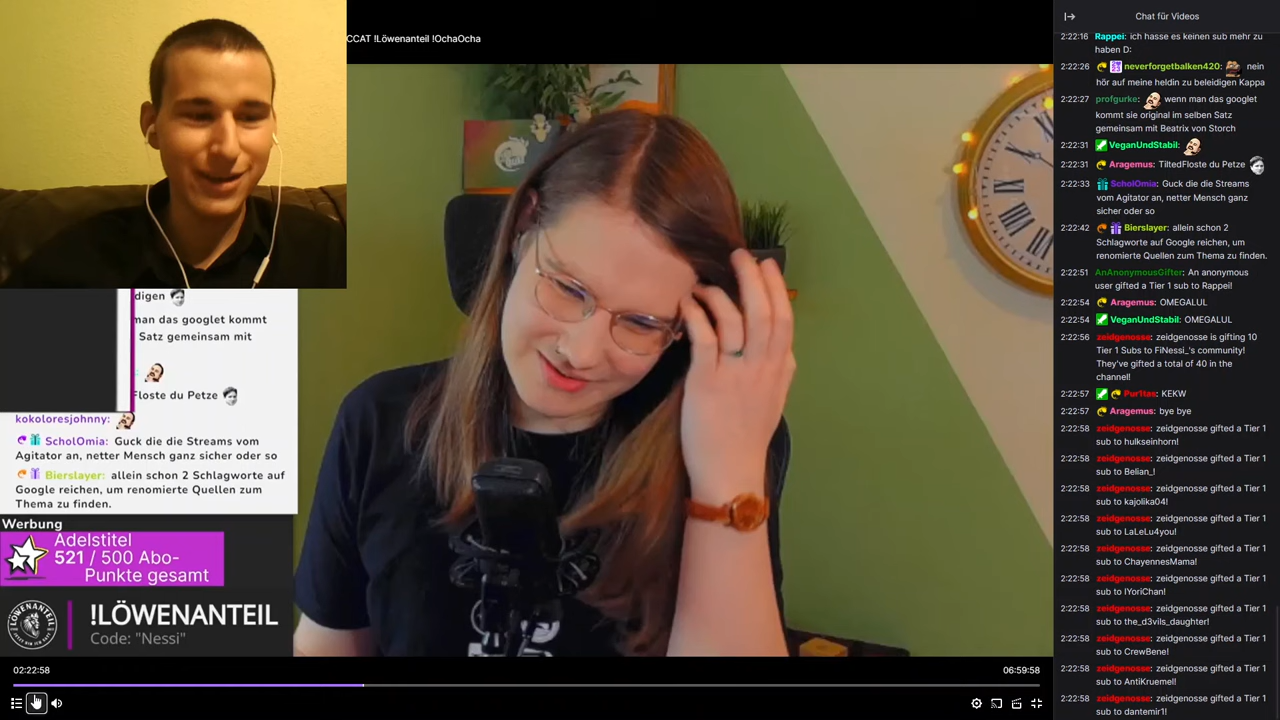 CCAT !Löwenanteil !OchaOcha
digen
man das googlet kommt
Satz gemeinsam mit
Floste du Petze
kokoloresjohnny:
ScholOmia: Guck die die Streams vom
Agitator an, netter Mensch ganz sicher oder so
Bierslayer: allein schon 2 Schlagworte auf
Google reichen, um renomierte Quellen zum
Thema zu finden.
Werbung
Adelstitel
521 / 500 Abo-
Punkte gesamt
!LÖWENANTEIL
Code: "Nessi"
LÖWENANTEIL
02:22:58
06:59:58
Chat für Videos
2:22:16 Rappei: ich hasse es keinen sub mehr zu
haben D:
2:22:26 neverforgetbalken420: nein
hör auf meine heldin zu beleidigen Kappa
2:22:27 profgurke: wenn man das googlet
kommt sie original im selben Satz
gemeinsam mit Beatrix von Storch
2:22:31 VeganUndStabil:
2:22:31 Aragemus: TiltedFloste du Petze
2:22:33 ScholOmia: Guck die die Streams
vom Agitator an, netter Mensch ganz
sicher oder so
2:22:42 Bierslayer: allein schon 2
Schlagworte auf Google reichen, um
renomierte Quellen zum Thema zu finden.
2:22:51 AnAnonymousGifter: An anonymous
user gifted a Tier 1 sub to Rappei!
2:22:54 Aragemus: OMEGALUL
2:22:54 VeganUndStabil: OMEGALUL
2:22:56 zeidgenosse: zeidgenosse is gifting 10
Tier 1 Subs to FiNessi_'s community!
They've gifted a total of 40 in the
channel!
2:22:57 Pur1tas: KEKW
2:22:57 Aragemus: bye bye
2:22:58 zeidgenosse: zeidgenosse gifted a Tier 1
sub to hulkseinhorn!
2:22:58 zeidgenosse: zeidgenosse gifted a Tier 1
sub to Belian_!
2:22:58 zeidgenosse: zeidgenosse gifted a Tier 1
sub to kajolika04!
2:22:58 zeidgenosse: zeidgenosse gifted a Tier 1
sub to LaLeLu4you!
2:22:58 zeidgenosse: zeidgenosse gifted a Tier 1
sub to ChayennesMama!
2:22:58 zeidgenosse: zeidgenosse gifted a Tier 1
sub to IYoriChan!
2:22:58 zeidgenosse: zeidgenosse gifted a Tier 1
sub to the_d3vils_daughter!
2:22:58 zeidgenosse: zeidgenosse gifted a Tier 1
sub to CrewBene!
2:22:58 zeidgenosse: zeidgenosse gifted a Tier 1
sub to AntiKruemel!
2:22:58 zeidgenosse: zeidgenosse gifted a Tier 1
sub to dantemir1!